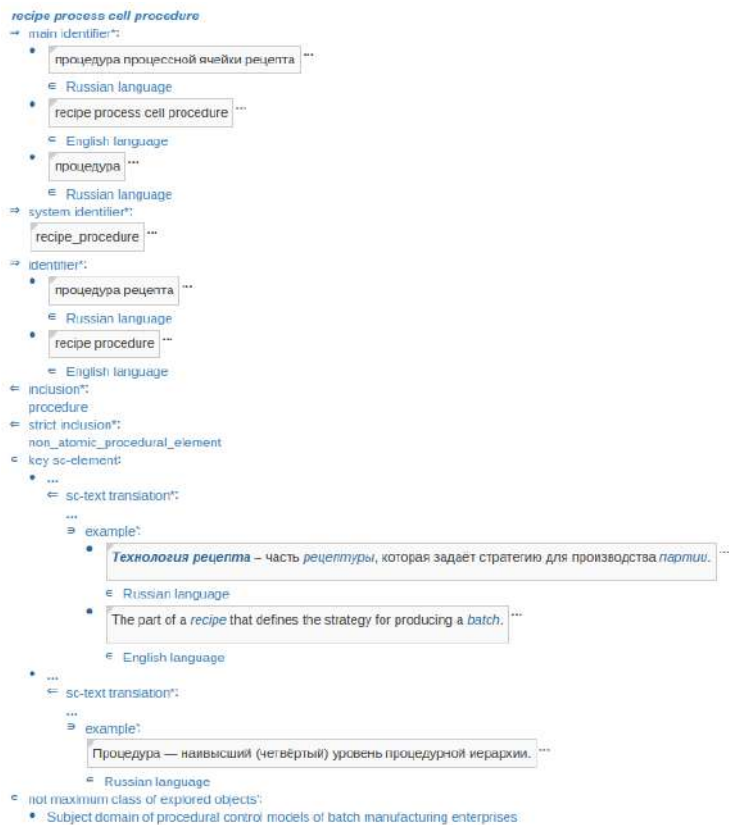 recipe process cell procedure
⇒ main identifier*:
• процедура процессной ячейки рецепта ...
∈ Russian language
• recipe process cell procedure ...
∈ English language
• процедура ...
∈ Russian language
⇒ system identifier*:
recipe_procedure ...
⇒ identifier*:
• процедура рецепта ...
∈ Russian language
• recipe procedure ...
∈ English language
⇐ inclusion*:
procedure
⇐ strict inclusion*:
non_atomic_procedural_element
∈ key sc-element:
• ...
⇐ sc-text translation*:
...
∋ example':
• Технология рецепта – часть рецептуры, которая задаёт стратегию для производства партии. ...
∈ Russian language
• The part of a recipe that defines the strategy for producing a batch. ...
∈ English language
• ...
⇐ sc-text translation*:
...
∋ example':
Процедура — наивысший (четвёртый) уровень процедурной иерархии. ...
∈ Russian language
∈ not maximum class of explored objects':
• Subject domain of procedural control models of batch manufacturing enterprises